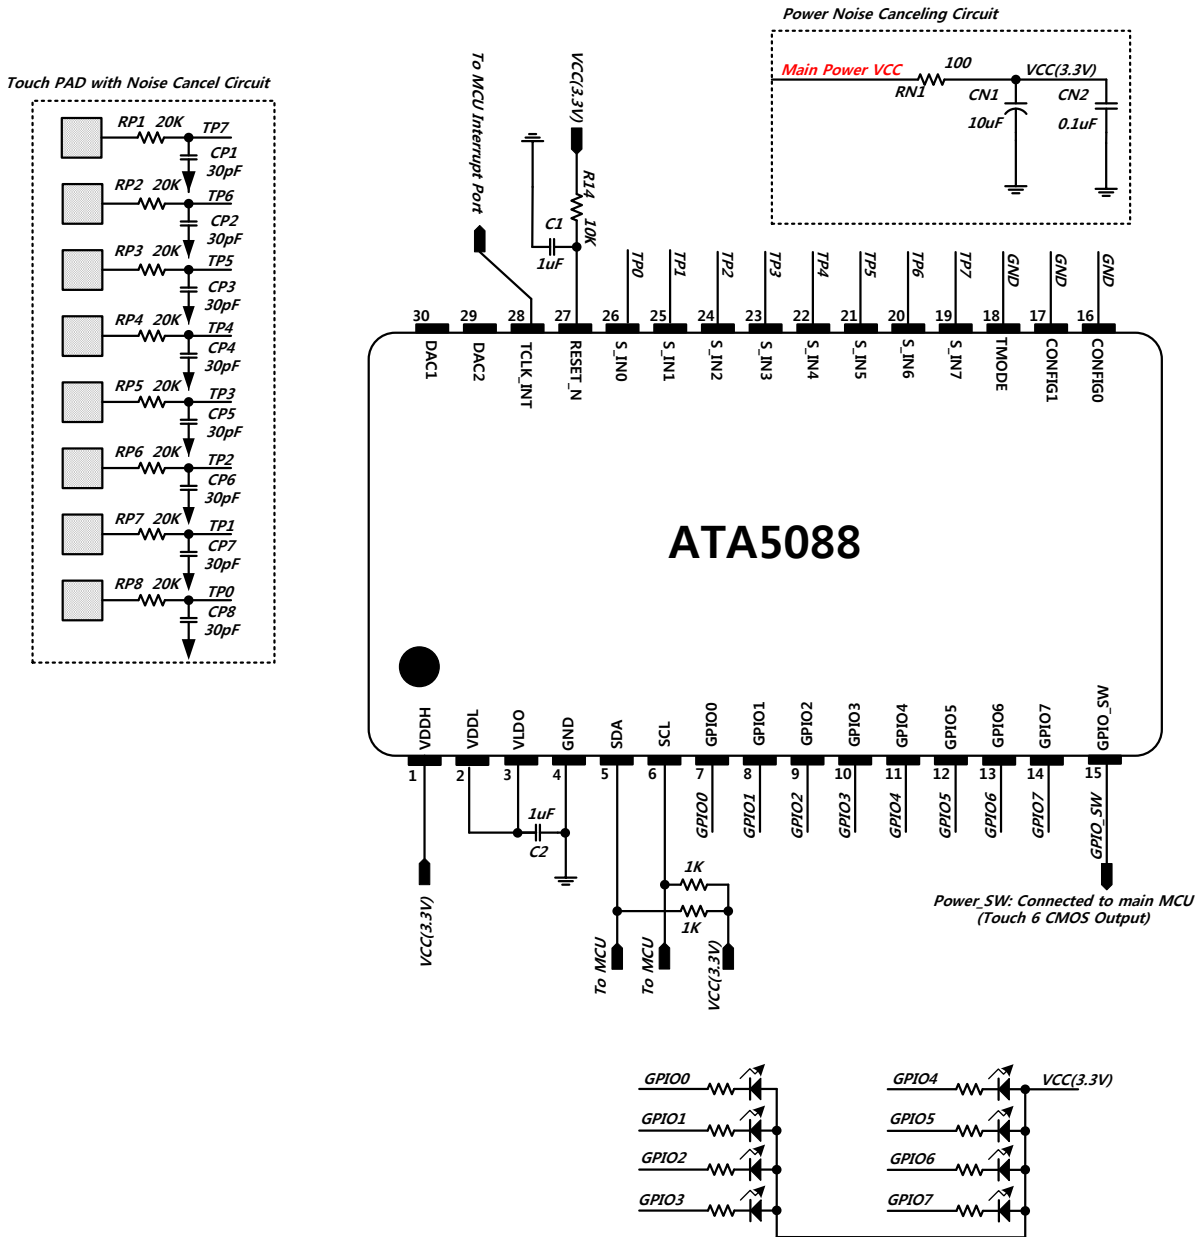 Power Noise Canceling Circuit
Main Power VCC
100
RN1
CN1
10uF
VCC(3.3V)
CN2
0.1uF
Touch PAD with Noise Cancel Circuit
RP1 20K TP7
CP1
30pF
RP2 20K TP6
CP2
30pF
RP3 20K TP5
CP3
30pF
RP4 20K TP4
CP4
30pF
RP5 20K TP3
CP5
30pF
RP6 20K TP2
CP6
30pF
RP7 20K TP1
CP7
30pF
RP8 20K TP0
CP8
30pF
To MCU Interrupt Port
VCC(3.3V)
R14
10K
C1
1uF
TP0
TP1
TP2
TP3
TP4
TP5
TP6
TP7
GND
GND
GND
30 29 28 27 26 25 24 23 22 21 20 19 18 17 16
DAC1
DAC2
TCLK_INT
RESET_N
S_IN0
S_IN1
S_IN2
S_IN3
S_IN4
S_IN5
S_IN6
S_IN7
TMODE
CONFIG1
CONFIG0
ATA5088
VDDH
VDDL
VLDO
GND
SDA
SCL
GPIO0
GPIO1
GPIO2
GPIO3
GPIO4
GPIO5
GPIO6
GPIO7
GPIO_SW
1 2 3 4 5 6 7 8 9 10 11 12 13 14 15
GPIO0
GPIO1
GPIO2
GPIO3
GPIO4
GPIO5
GPIO6
GPIO7
GPIO_SW
1uF
C2
1K
1K
VCC(3.3V)
To MCU
To MCU
VCC(3.3V)
Power_SW: Connected to main MCU
(Touch 6 CMOS Output)
GPIO0
GPIO1
GPIO2
GPIO3
GPIO4
GPIO5
GPIO6
GPIO7
VCC(3.3V)